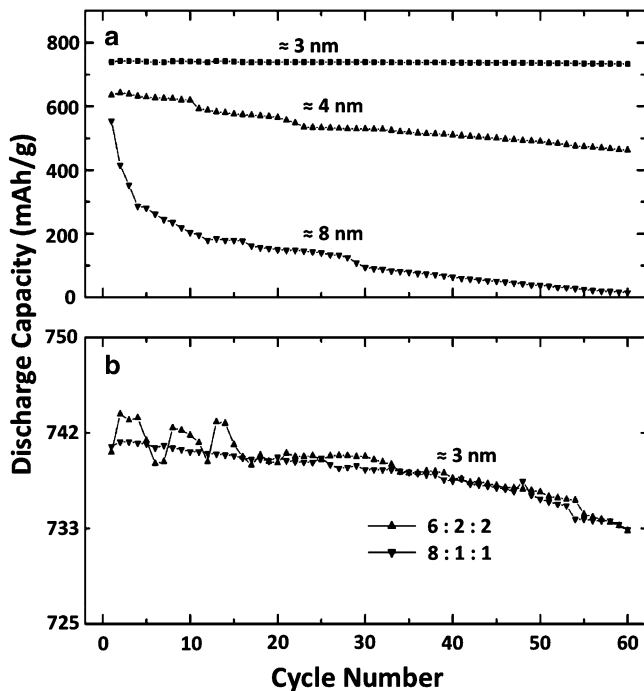 a
≈ 3 nm
≈ 4 nm
≈ 8 nm
800
600
400
200
0
Discharge Capacity (mAh/g)
b
≈ 3 nm
6 : 2 : 2
8 : 1 : 1
750
742
733
725
0 10 20 30 40 50 60
Cycle Number